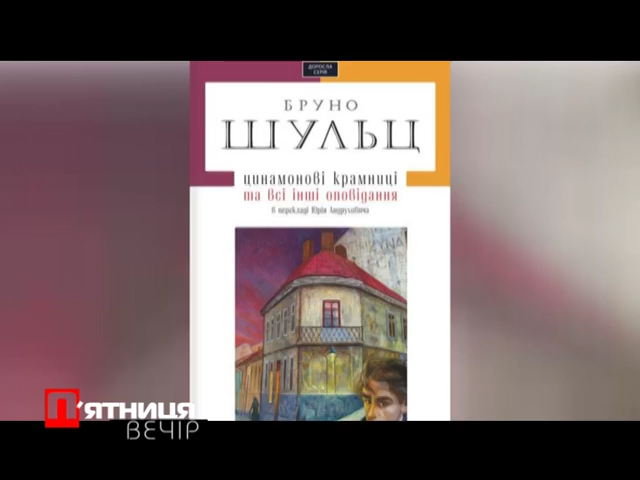 ДОРОСЛА
СЕРІЯ
БРУНО
ШУЛЬЦ
цинамонові крамниці
та всі інші оповідання
в перекладі Юрія Андруховича
П'ЯТНИЦЯ
ВЕЧІР